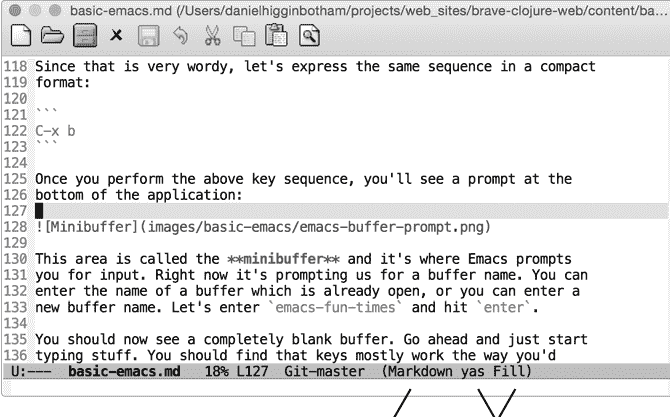 basic-emacs.md (/Users/danielhigginbotham/projects/web_sites/brave-clojure-web/content/ba...
118 Since that is very wordy, let's express the same sequence in a compact
119 format:
120
121 ```
122 C-x b
123 ```
124
125 Once you perform the above key sequence, you'll see a prompt at the
126 bottom of the application:
127
128 ![Minibuffer](images/basic-emacs/emacs-buffer-prompt.png)
129
130 This area is called the **minibuffer** and it's where Emacs prompts
131 you for input. Right now it's prompting us for a buffer name. You can
132 enter the name of a buffer which is already open, or you can enter a
133 new buffer name. Let's enter `emacs-fun-times` and hit `enter`.
134
135 You should now see a completely blank buffer. Go ahead and just start
136 typing stuff. You should find that keys mostly work the way you'd
U:--- basic-emacs.md 18% L127 Git-master (Markdown yas Fill)